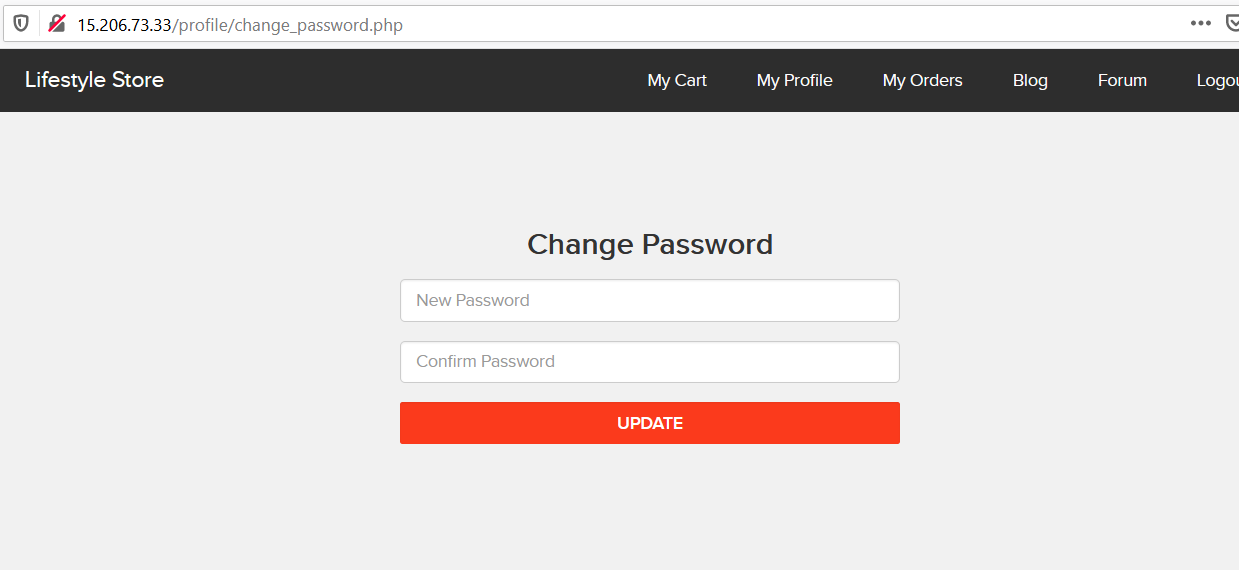 15.206.73.33/profile/change_password.php
Lifestyle Store My Cart My Profile My Orders Blog Forum Logou
Change Password
New Password
Confirm Password
UPDATE